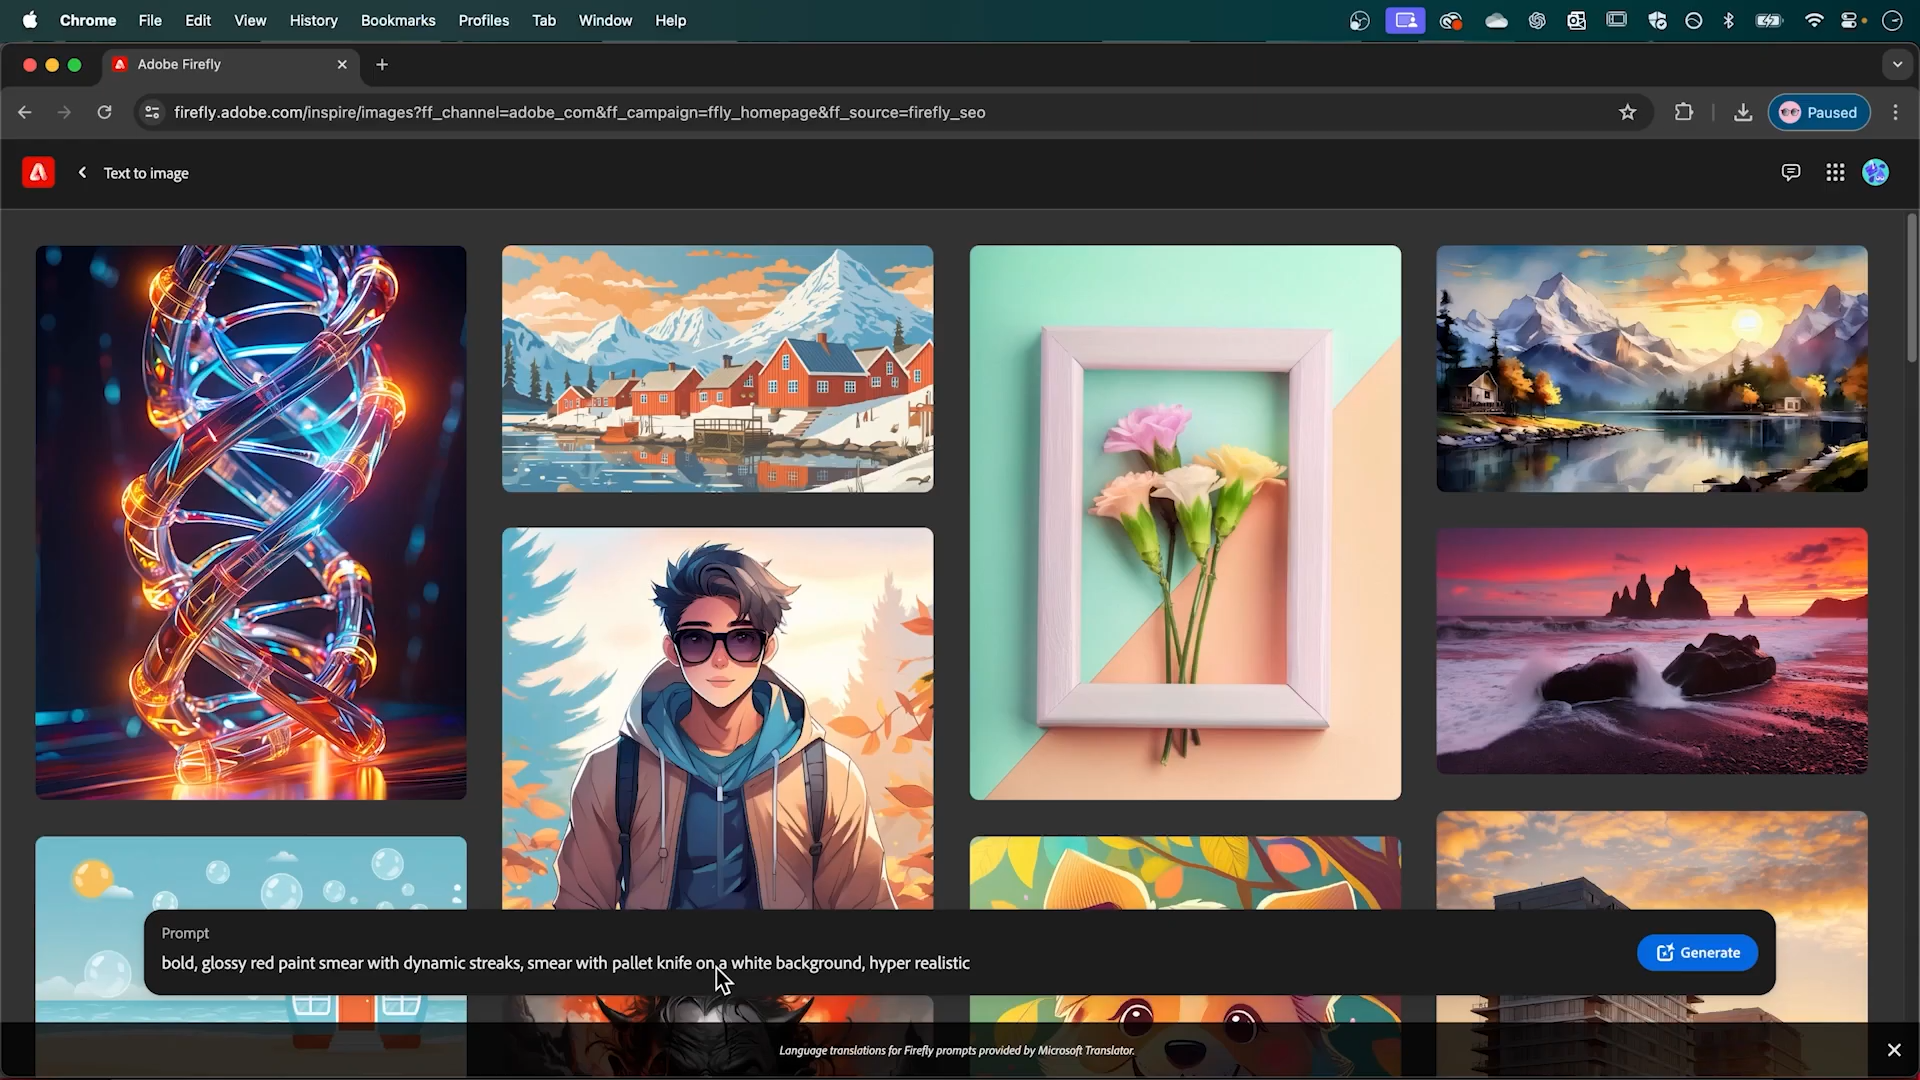 Chrome File Edit View History Bookmarks Profiles Tab Window Help
Adobe Firefly
firefly.adobe.com/inspire/images?ff_channel=adobe_com&ff_campaign=ffly_homepage&ff_source=firefly_seo
Paused
Text to image
Prompt
bold, glossy red paint smear with dynamic streaks, smear with pallet knife on a white background, hyper realistic
Generate
Language translations for Firefly prompts provided by Microsoft Translator.